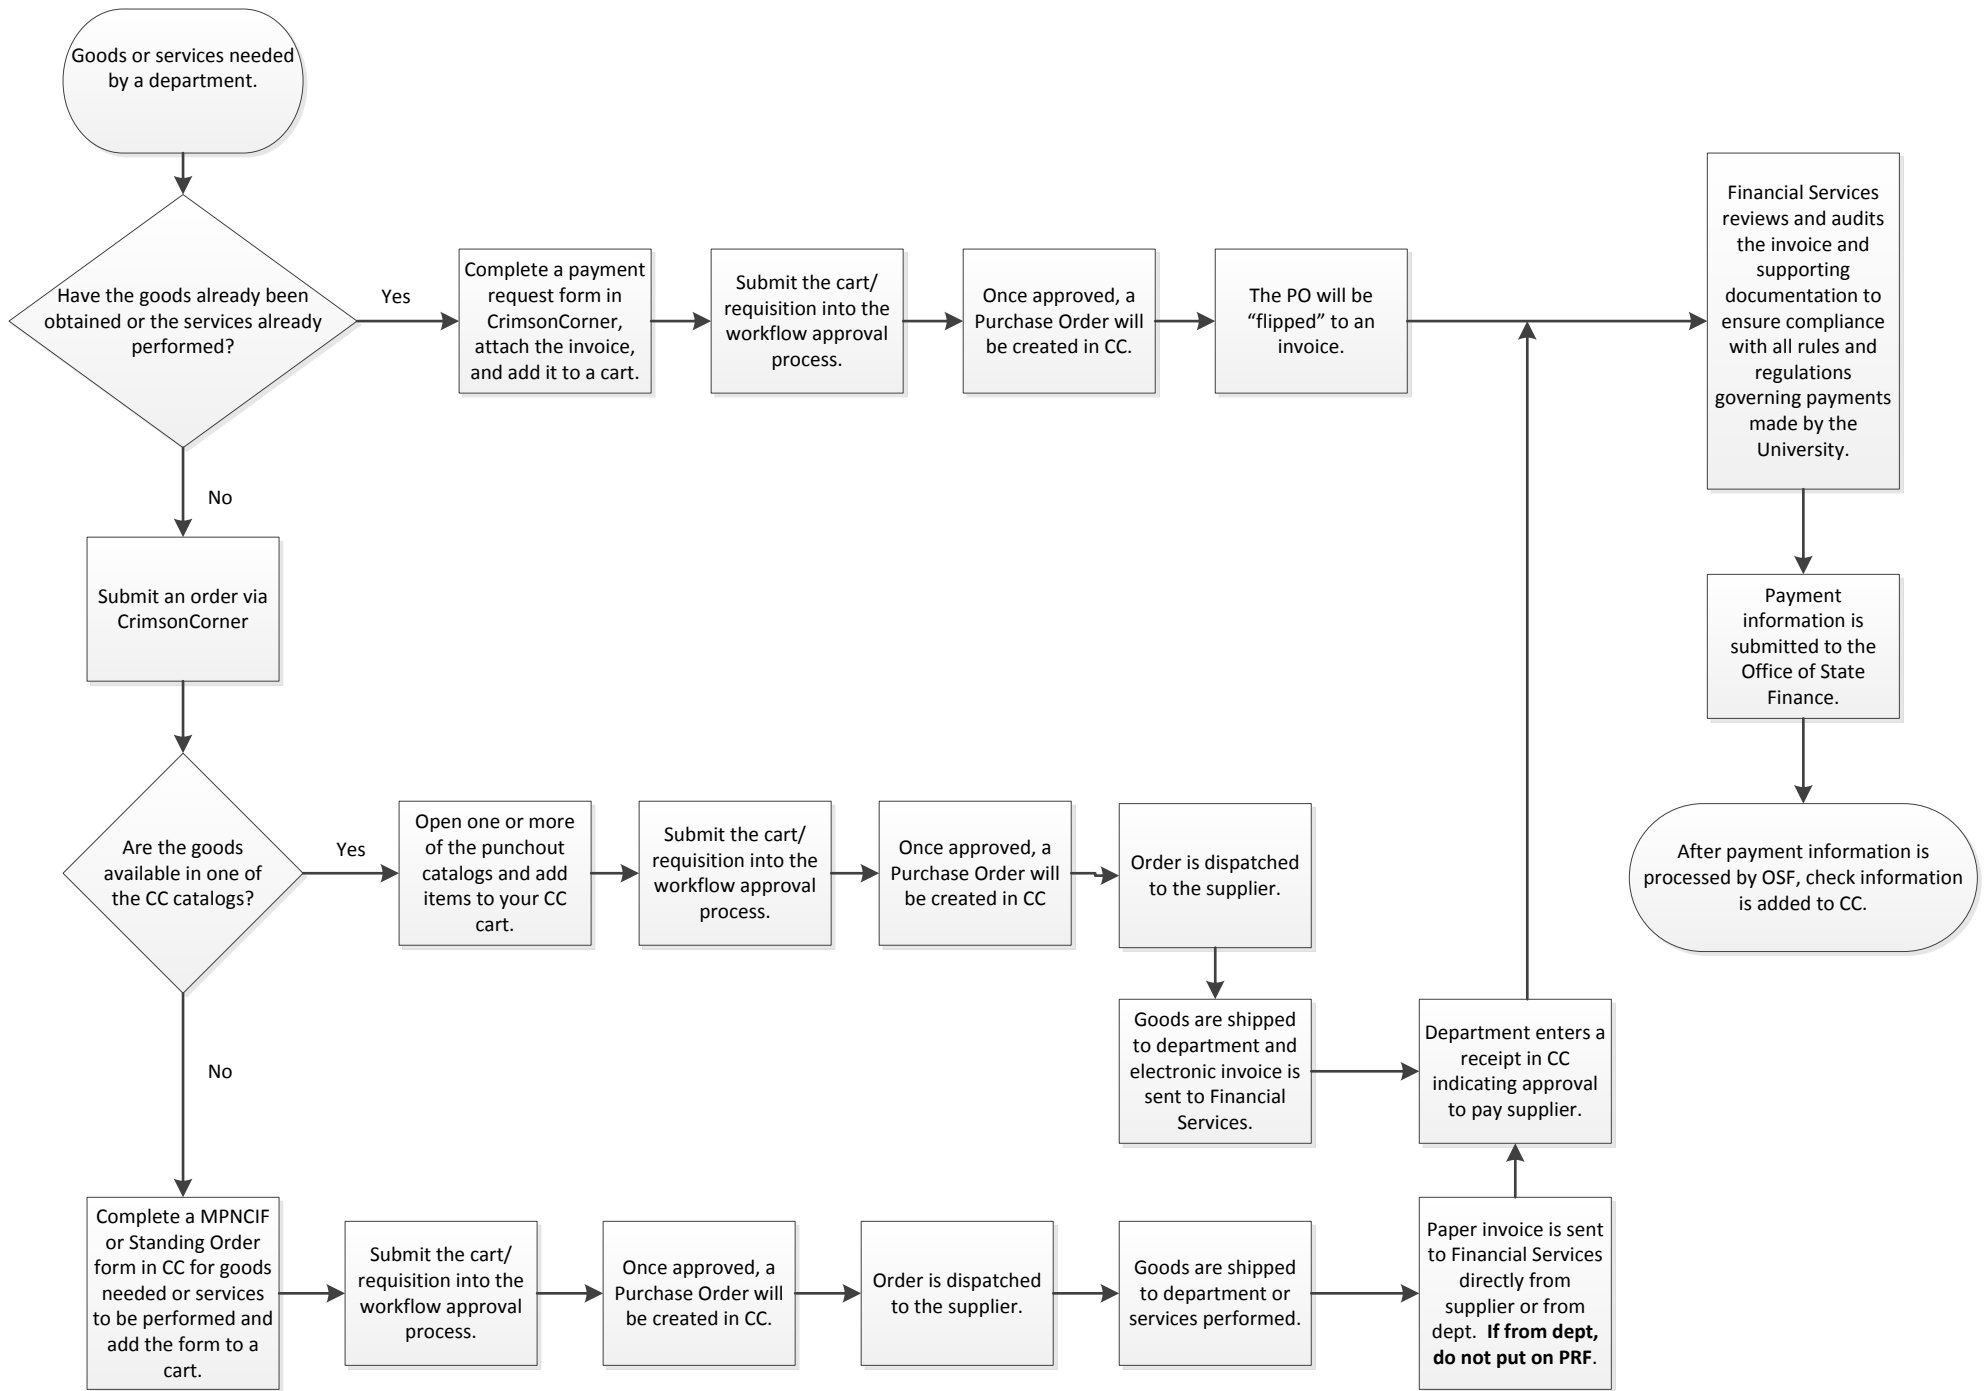 Goods or services needed
by a department.
Have the goods already been
obtained or the services already
performed?
Yes
Complete a payment
request form in
CrimsonCorner,
attach the invoice,
and add it to a cart.
Submit the cart/
requisition into the
workflow approval
process.
Once approved, a
Purchase Order will
be created in CC.
The PO will be
“flipped” to an
invoice.
Financial Services
reviews and audits
the invoice and
supporting
documentation to
ensure compliance
with all rules and
regulations
governing payments
made by the
University.
Payment
information is
submitted to the
Office of State
Finance.
After payment information is
processed by OSF, check information
is added to CC.
No
Submit an order via
CrimsonCorner
Are the goods
available in one of
the CC catalogs?
Yes
Open one or more
of the punchout
catalogs and add
items to your CC
cart.
Submit the cart/
requisition into the
workflow approval
process.
Once approved, a
Purchase Order will
be created in CC
Order is dispatched
to the supplier.
Goods are shipped
to department and
electronic invoice is
sent to Financial
Services.
Department enters a
receipt in CC
indicating approval
to pay supplier.
No
Complete a MPNCIF
or Standing Order
form in CC for goods
needed or services
to be performed and
add the form to a
cart.
Submit the cart/
requisition into the
workflow approval
process.
Once approved, a
Purchase Order will
be created in CC.
Order is dispatched
to the supplier.
Goods are shipped
to department or
services performed.
Paper invoice is sent
to Financial Services
directly from
supplier or from
dept.  If from dept,
do not put on PRF.